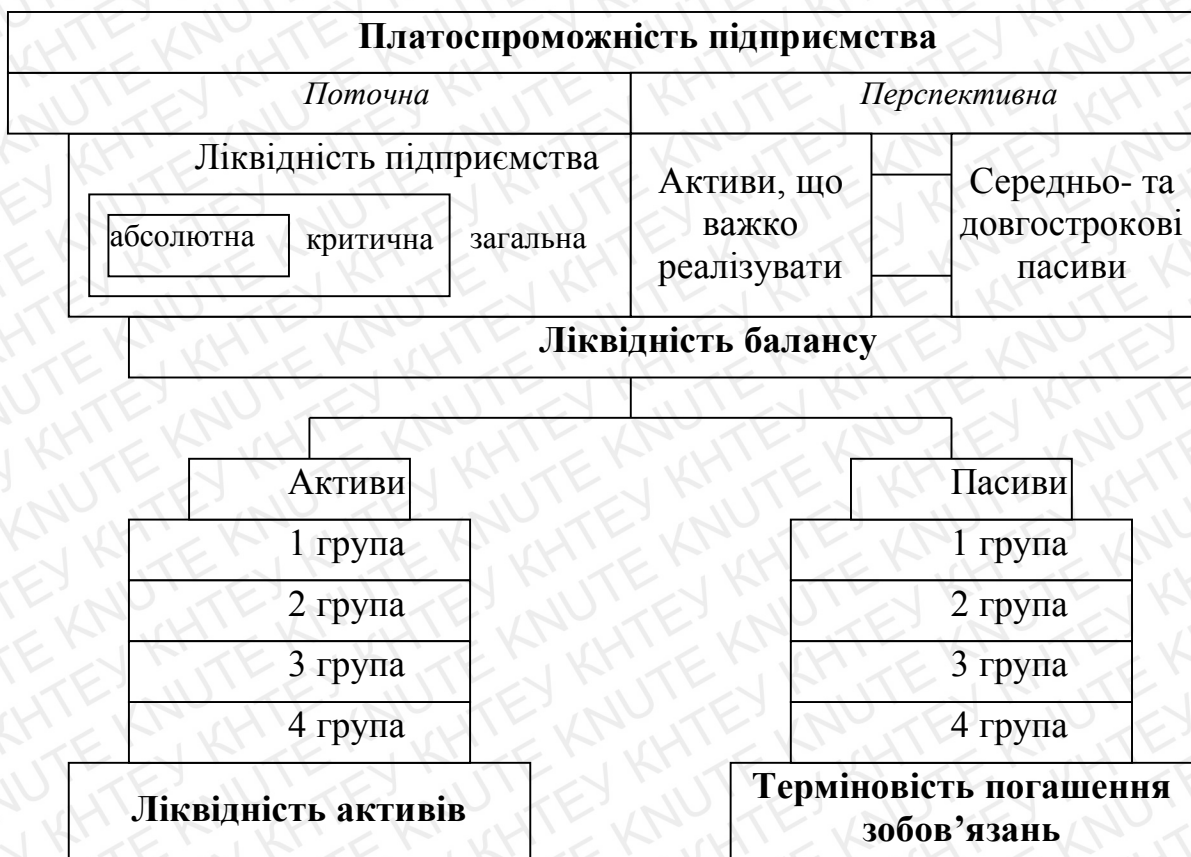 Платоспроможність підприємства
Поточна
Перспективна
Ліквідність підприємства
абсолютна
критична
загальна
Активи, що
важко
реалізувати
Середньо- та
довгострокові
пасиви
Ліквідність балансу
Активи
1 група
2 група
3 група
4 група
Ліквідність активів
Пасиви
1 група
2 група
3 група
4 група
Терміновість погашення
зобов’язань